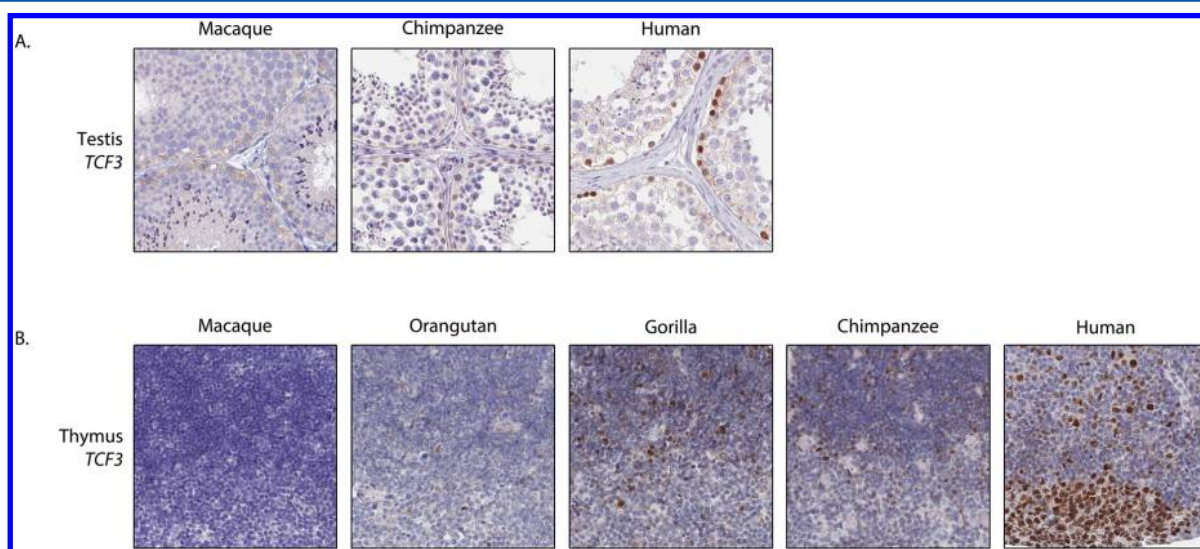 A.
Macaque Chimpanzee Human
Testis
TCF3
B.
Macaque Orangutan Gorilla Chimpanzee Human
Thymus
TCF3